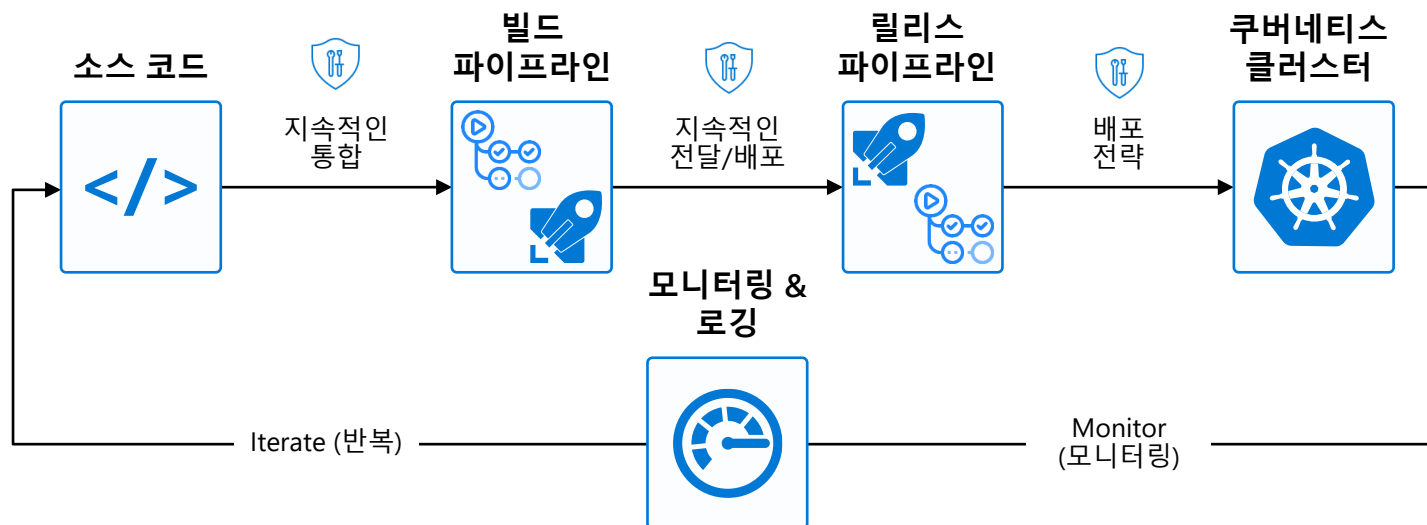 소스 코드
지속적인
통합
빌드
파이프라인
지속적인
전달/배포
릴리스
파이프라인
배포
전략
쿠버네티스
클러스터
</>
모니터링 &
로깅
Iterate (반복)
Monitor
(모니터링)